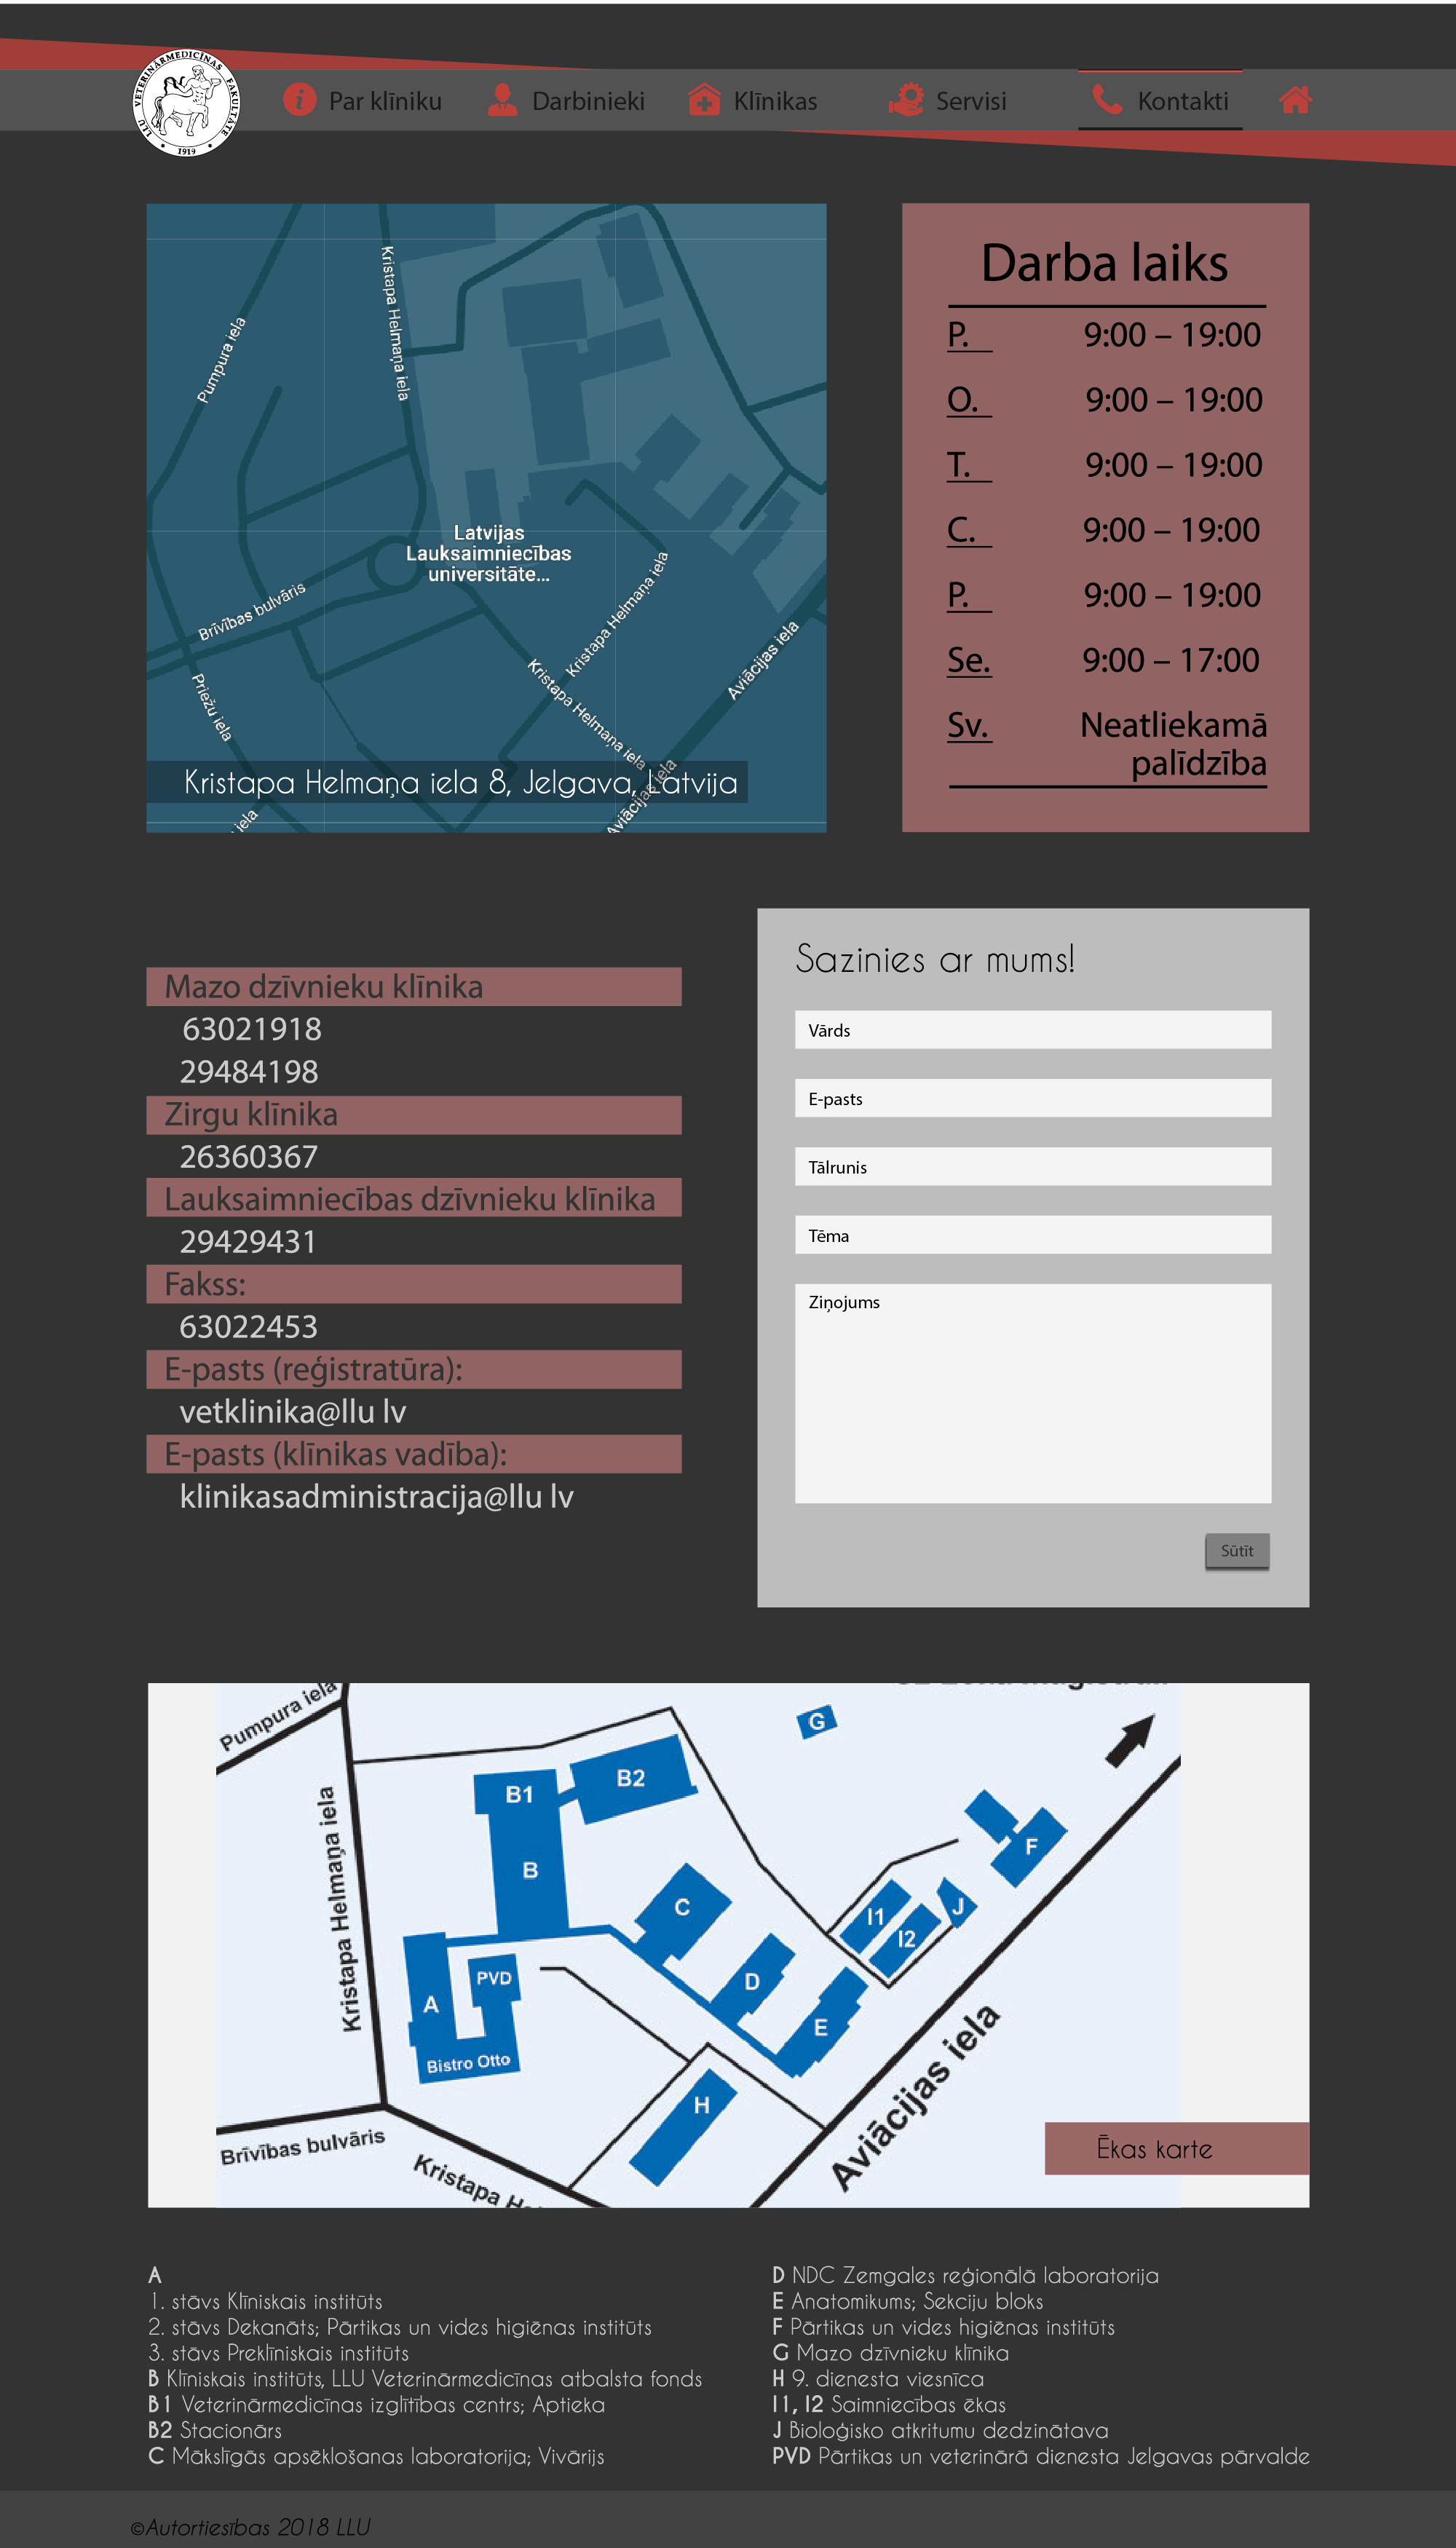 LLU VETERINĀRMEDICĪNAS FAKULTĀTE
• 1919 •
Par klīniku
Darbinieki
Klīnikas
Servisi
Kontakti
Pumpura iela
Kristapa Helmaņa iela
Latvijas
Lauksaimniecības
universitāte...
Brīvības bulvāris
Kristapa Helmaņa iela
Kristapa Helmaņa iela
Aviācijas iela
Priežu iela
Aviācijas iela
iela
Kristapa Helmaņa iela 8, Jelgava, Latvija
Darba laiks
P. 9:00 – 19:00
O. 9:00 – 19:00
T. 9:00 – 19:00
C. 9:00 – 19:00
P. 9:00 – 19:00
Se. 9:00 – 17:00
Sv. Neatliekamā
palīdzība
Mazo dzīvnieku klīnika
63021918
29484198
Zirgu klīnika
26360367
Lauksaimniecības dzīvnieku klīnika
29429431
Fakss:
63022453
E-pasts (reģistratūra):
vetklinika@llu lv
E-pasts (klīnikas vadība):
klinikasadministracija@llu lv
Sazinies ar mums!
Vārds
E-pasts
Tālrunis
Tēma
Ziņojums
Sūtīt
Pumpura iela
Kristapa Helmaņa iela
G
B1
B2
B
F
C
I1
J
I2
PVD
D
A
E
Bistro Otto
H
Aviācijas iela
Brīvības bulvāris
Kristapa
Ēkas karte
A
1. stāvs Klīniskais institūts
2. stāvs Dekanāts; Pārtikas un vides higiēnas institūts
3. stāvs Preklīniskais institūts
B Klīniskais institūts, LLU Veterinārmedicīnas atbalsta fonds
B1 Veterinārmedicīnas izglītības centrs; Aptieka
B2 Stacionārs
C Mākslīgās apsēklošanas laboratorija; Vivārijs
D NDC Zemgales reģionālā laboratorija
E Anatomikums; Sekciju bloks
F Pārtikas un vides higiēnas institūts
G Mazo dzīvnieku klīnika
H 9. dienesta viesnīca
I1, I2 Saimniecības ēkas
J Bioloģisko atkritumu dedzinātava
PVD Pārtikas un veterinārā dienesta Jelgavas pārvalde
©Autortiesības 2018 LLU